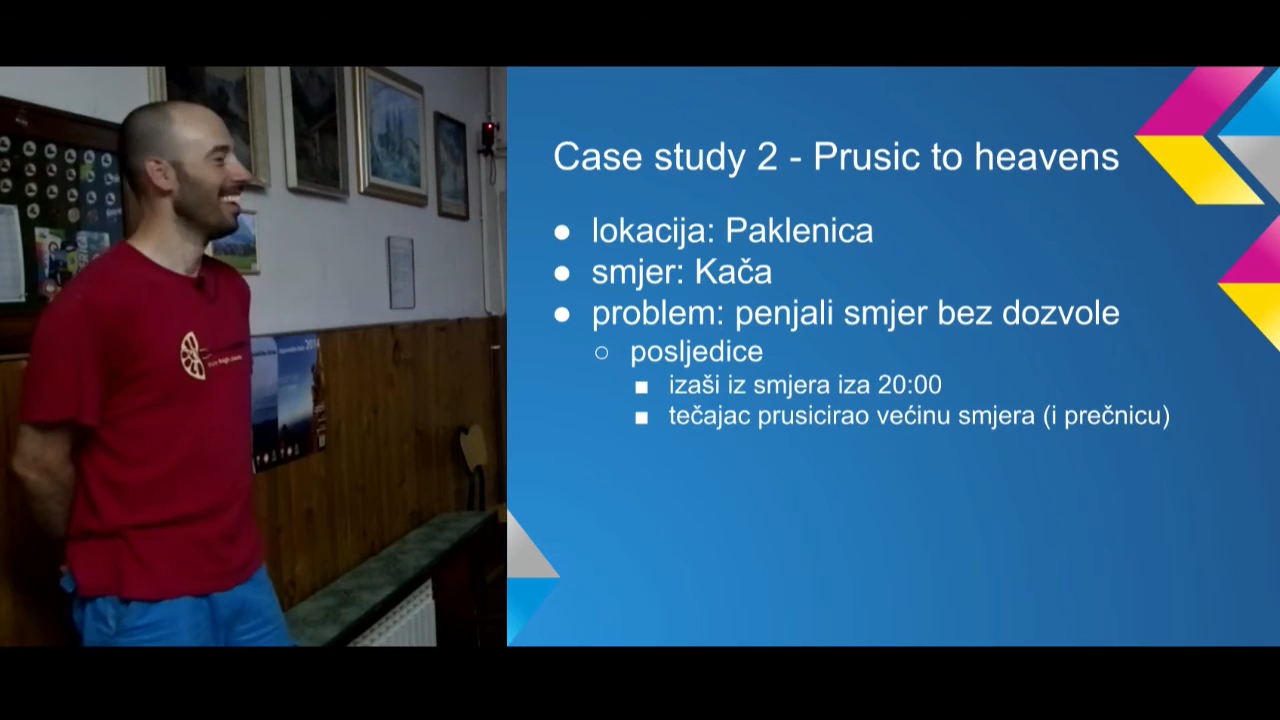 Case study 2 - Prusic to heavens
● lokacija: Paklenica
● smjer: Kača
● problem: penjali smjer bez dozvole
○ posljedice
■ izaši iz smjera iza 20:00
■ tečajac prusicirao većinu smjera (i prečnicu)